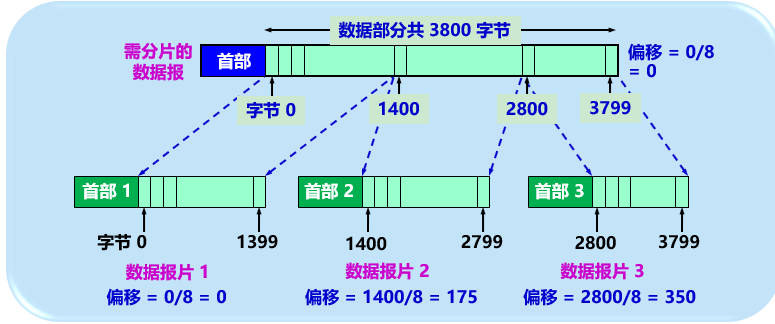 数据部分共 3800 字节
需分片的
数据报
首部
偏移 = 0/8
= 0
字节 0
1400
2800
3799
首部 1
首部 2
首部 3
字节 0
1399
1400
2799
2800
3799
数据报片 1
数据报片 2
数据报片 3
偏移 = 0/8 = 0
偏移 = 1400/8 = 175
偏移 = 2800/8 = 350